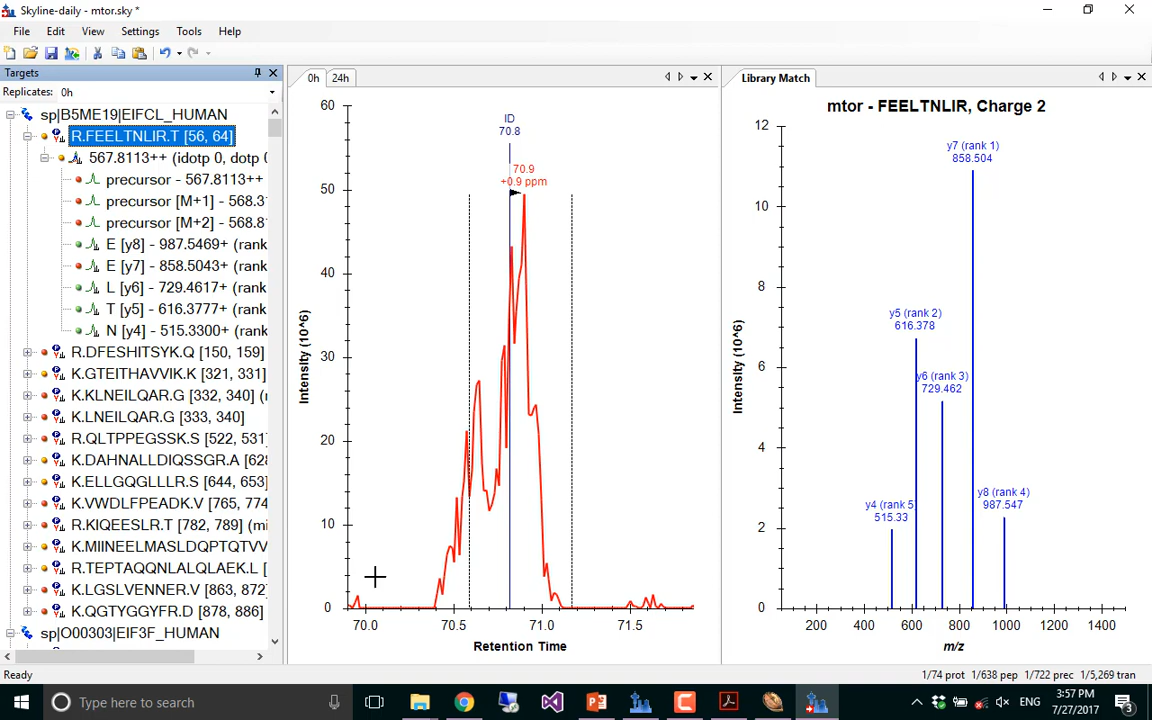 Skyline-daily - mtor.sky *
File Edit View Settings Tools Help
Targets
Replicates: 0h
sp|B5ME19|EIFCL_HUMAN
R.FEELTNLIR.T [56, 64]
567.8113++ (idotp 0, dotp 0
precursor - 567.8113++
precursor [M+1] - 568.3
precursor [M+2] - 568.8
E [y8] - 987.5469+ (rank
E [y7] - 858.5043+ (rank
L [y6] - 729.4617+ (rank
T [y5] - 616.3777+ (rank
N [y4] - 515.3300+ (rank
R.DFESHITSYK.Q [150, 159]
K.GTEITHAVVIK.K [321, 331]
K.KLNEILQAR.G [332, 340] (
K.LNEILQAR.G [333, 340]
R.QLTPPEGSSK.S [522, 531]
K.DAHNALLDIQSSGR.A [628
K.ELLGQGLLLR.S [644, 653]
K.VWDLFPEADK.V [765, 774
R.KIQEESLR.T [782, 789] (mi
K.MIINEELMASLDQPTQTVV
R.TEPTAQQNLALQLAEK.L [
K.LGSLVENNER.V [863, 872]
K.QGTYGGYFR.D [878, 886]
sp|O00303|EIF3F_HUMAN
0h 24h
60
50
40
30
20
10
0
Intensity (10^6)
ID
70.8
70.9
+0.9 ppm
70.0 70.5 71.0 71.5
Retention Time
Library Match
mtor - FEELTNLIR, Charge 2
12
10
8
6
4
2
0
Intensity (10^6)
y7 (rank 1)
858.504
y5 (rank 2)
616.378
y6 (rank 3)
729.462
y4 (rank 5
515.33
y8 (rank 4)
987.547
200 400 600 800 1000 1200 1400
m/z
Ready
1/74 prot 1/638 pep 1/722 prec 1/5,269 tran
Type here to search
ENG
3:57 PM
7/27/2017
3